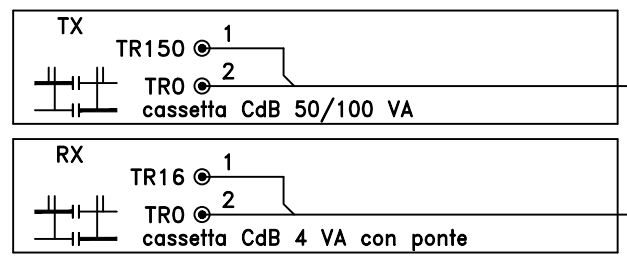 TX
TR150 1
TR0 2
cassetta CdB 50/100 VA
RX
TR16 1
TR0 2
cassetta CdB 4 VA con ponte